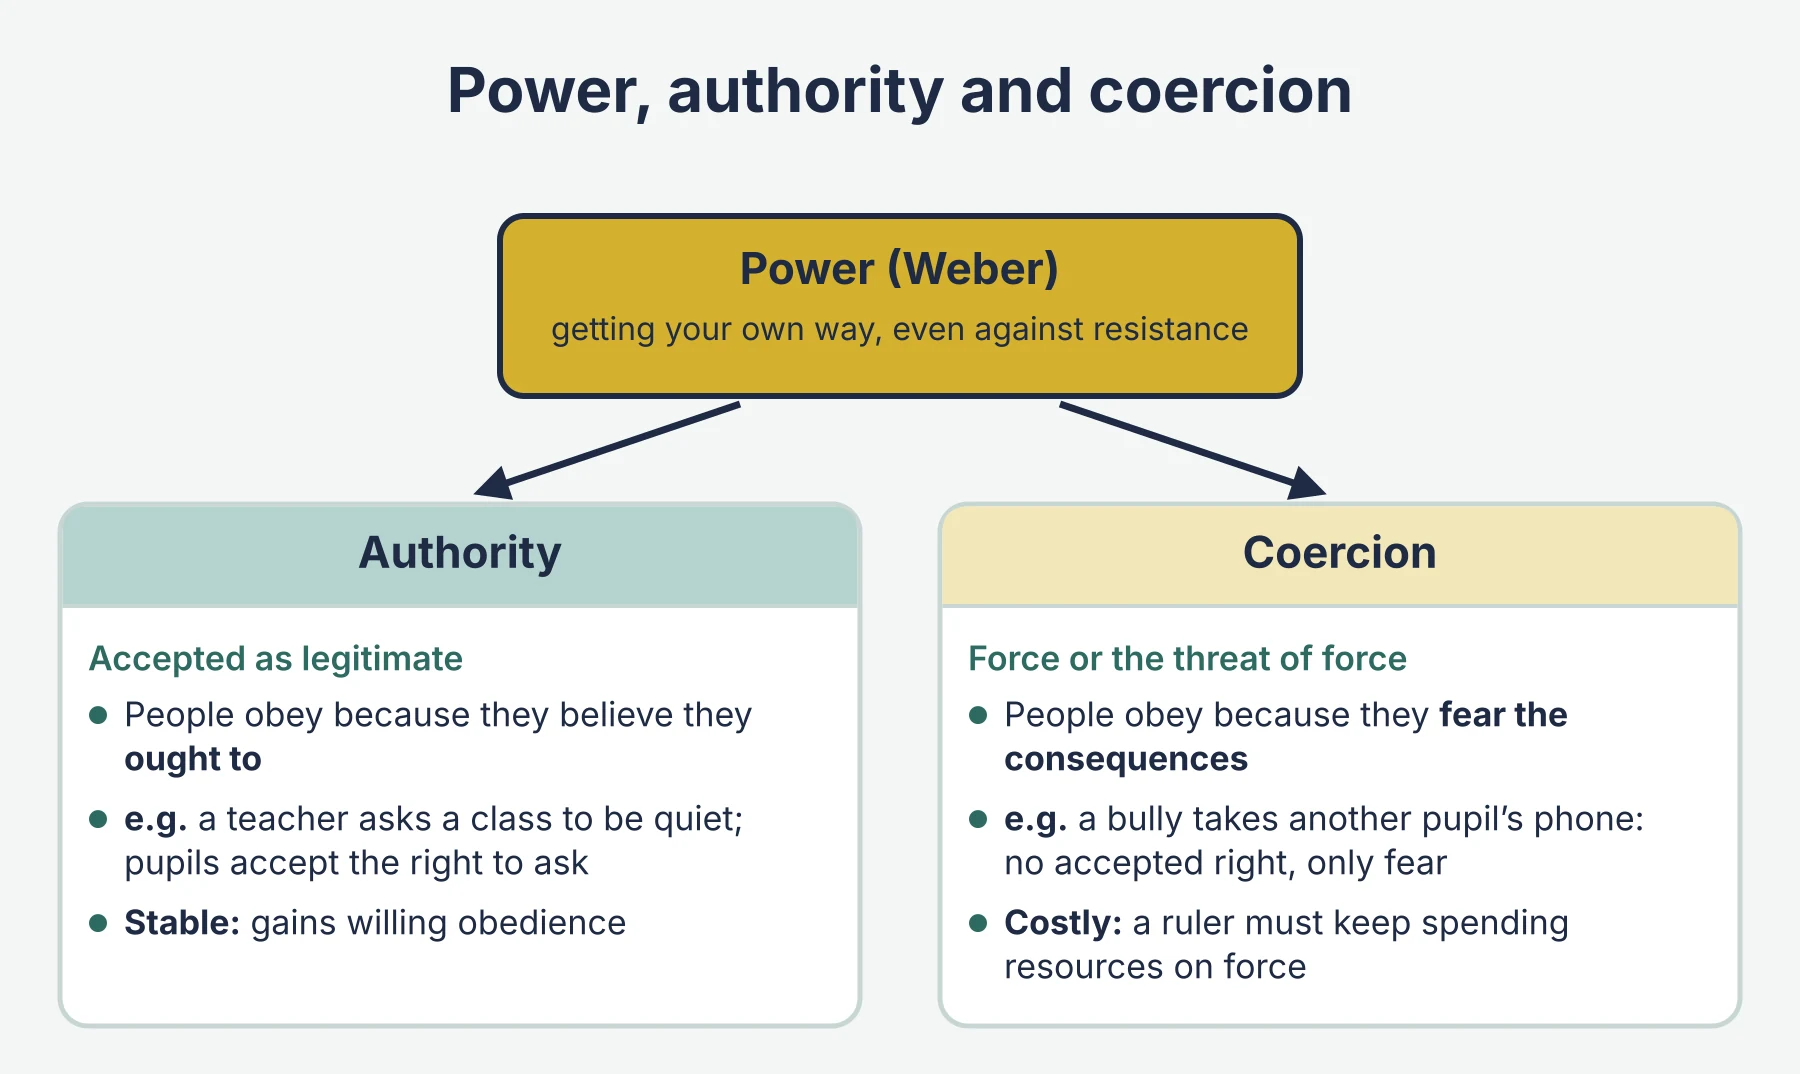 Power, authority and coercion
Power (Weber)
getting your own way, even against resistance
Authority
Accepted as legitimate
People obey because they believe they
ought to
e.g. a teacher asks a class to be quiet;
pupils accept the right to ask
Stable: gains willing obedience
Coercion
Force or the threat of force
People obey because they fear the
consequences
e.g. a bully takes another pupil’s phone:
no accepted right, only fear
Costly: a ruler must keep spending
resources on force